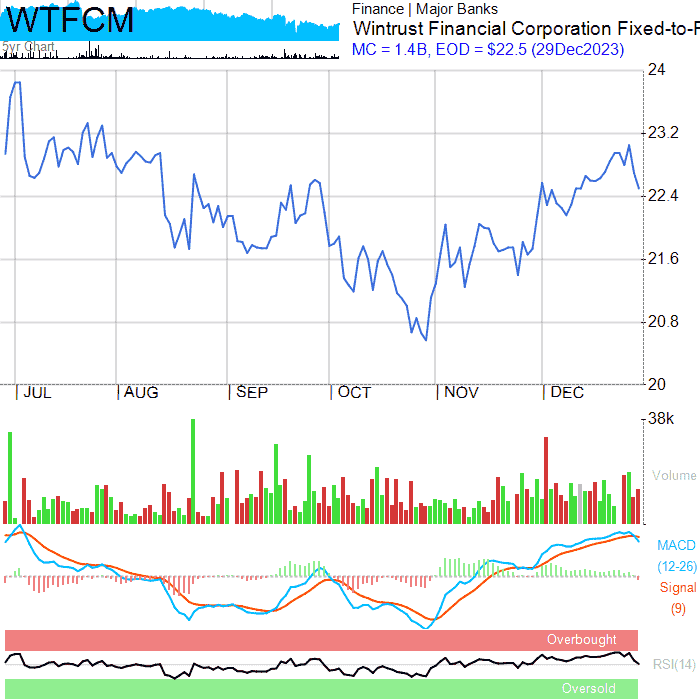 WTFCM
5yr Chart
Finance | Major Banks
Wintrust Financial Corporation Fixed-to-F
MC = 1.4B, EOD = $22.5 (29Dec2023)
24
23.2
22.4
21.6
20.8
20
JUL
AUG
SEP
OCT
NOV
DEC
38k
Volume
MACD
(12-26)
Signal
(9)
Overbought
RSI(14)
Oversold